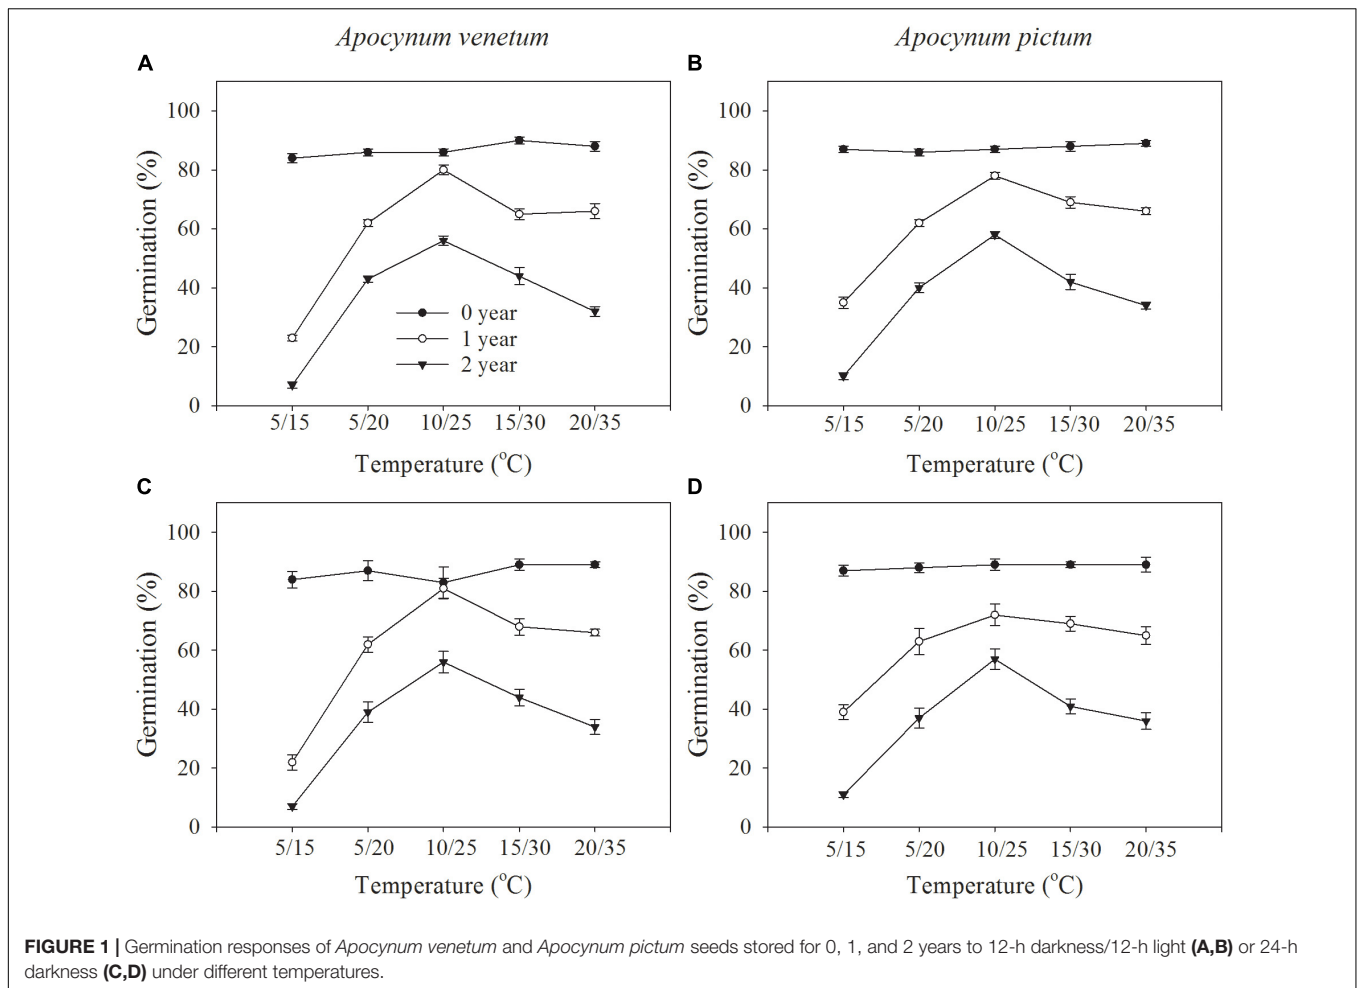 Apocynum venetum
Apocynum pictum
A
B
100
80
60
40
20
0
Germination (%)
0 year
1 year
2 year
5/15 5/20 10/25 15/30 20/35
Temperature (°C)
100
80
60
40
20
0
Germination (%)
5/15 5/20 10/25 15/30 20/35
Temperature (°C)
C
D
100
80
60
40
20
0
Germination (%)
5/15 5/20 10/25 15/30 20/35
Temperature (°C)
100
80
60
40
20
0
Germination (%)
5/15 5/20 10/25 15/30 20/35
Temperature (°C)
FIGURE 1 | Germination responses of Apocynum venetum and Apocynum pictum seeds stored for 0, 1, and 2 years to 12-h darkness/12-h light (A,B) or 24-h
darkness (C,D) under different temperatures.